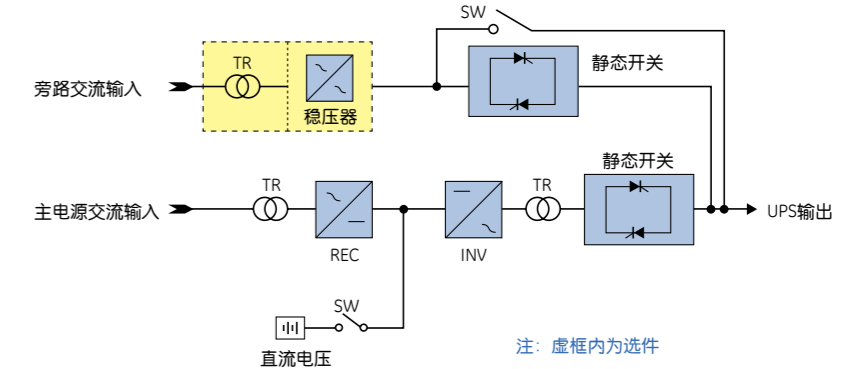 SW
静态开关
TR
旁路交流输入
稳压器
静态开关
TR
TR
主电源交流输入
UPS输出
REC
INV
SW
直流电压
注：虚框内为选件